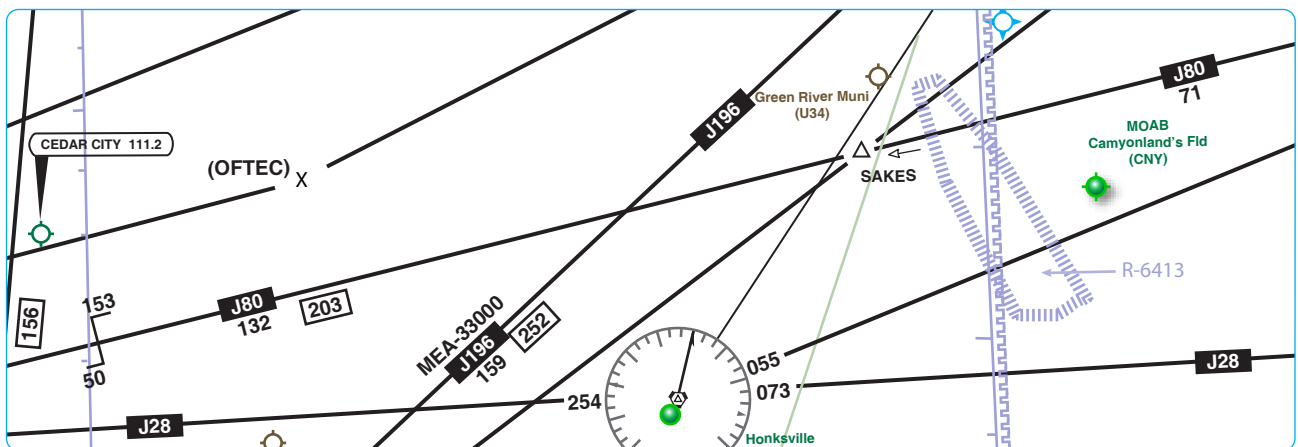 CEDAR CITY 111.2
(OFTEC)
X
156
153
50
J80
132
203
MEA-33000
J196
159
252
J28
J196
Green River Muni
(U34)
SAKES
J80
71
MOAB
Camyonland's Fld
(CNY)
R-6413
254
055
073
J28
Honksville